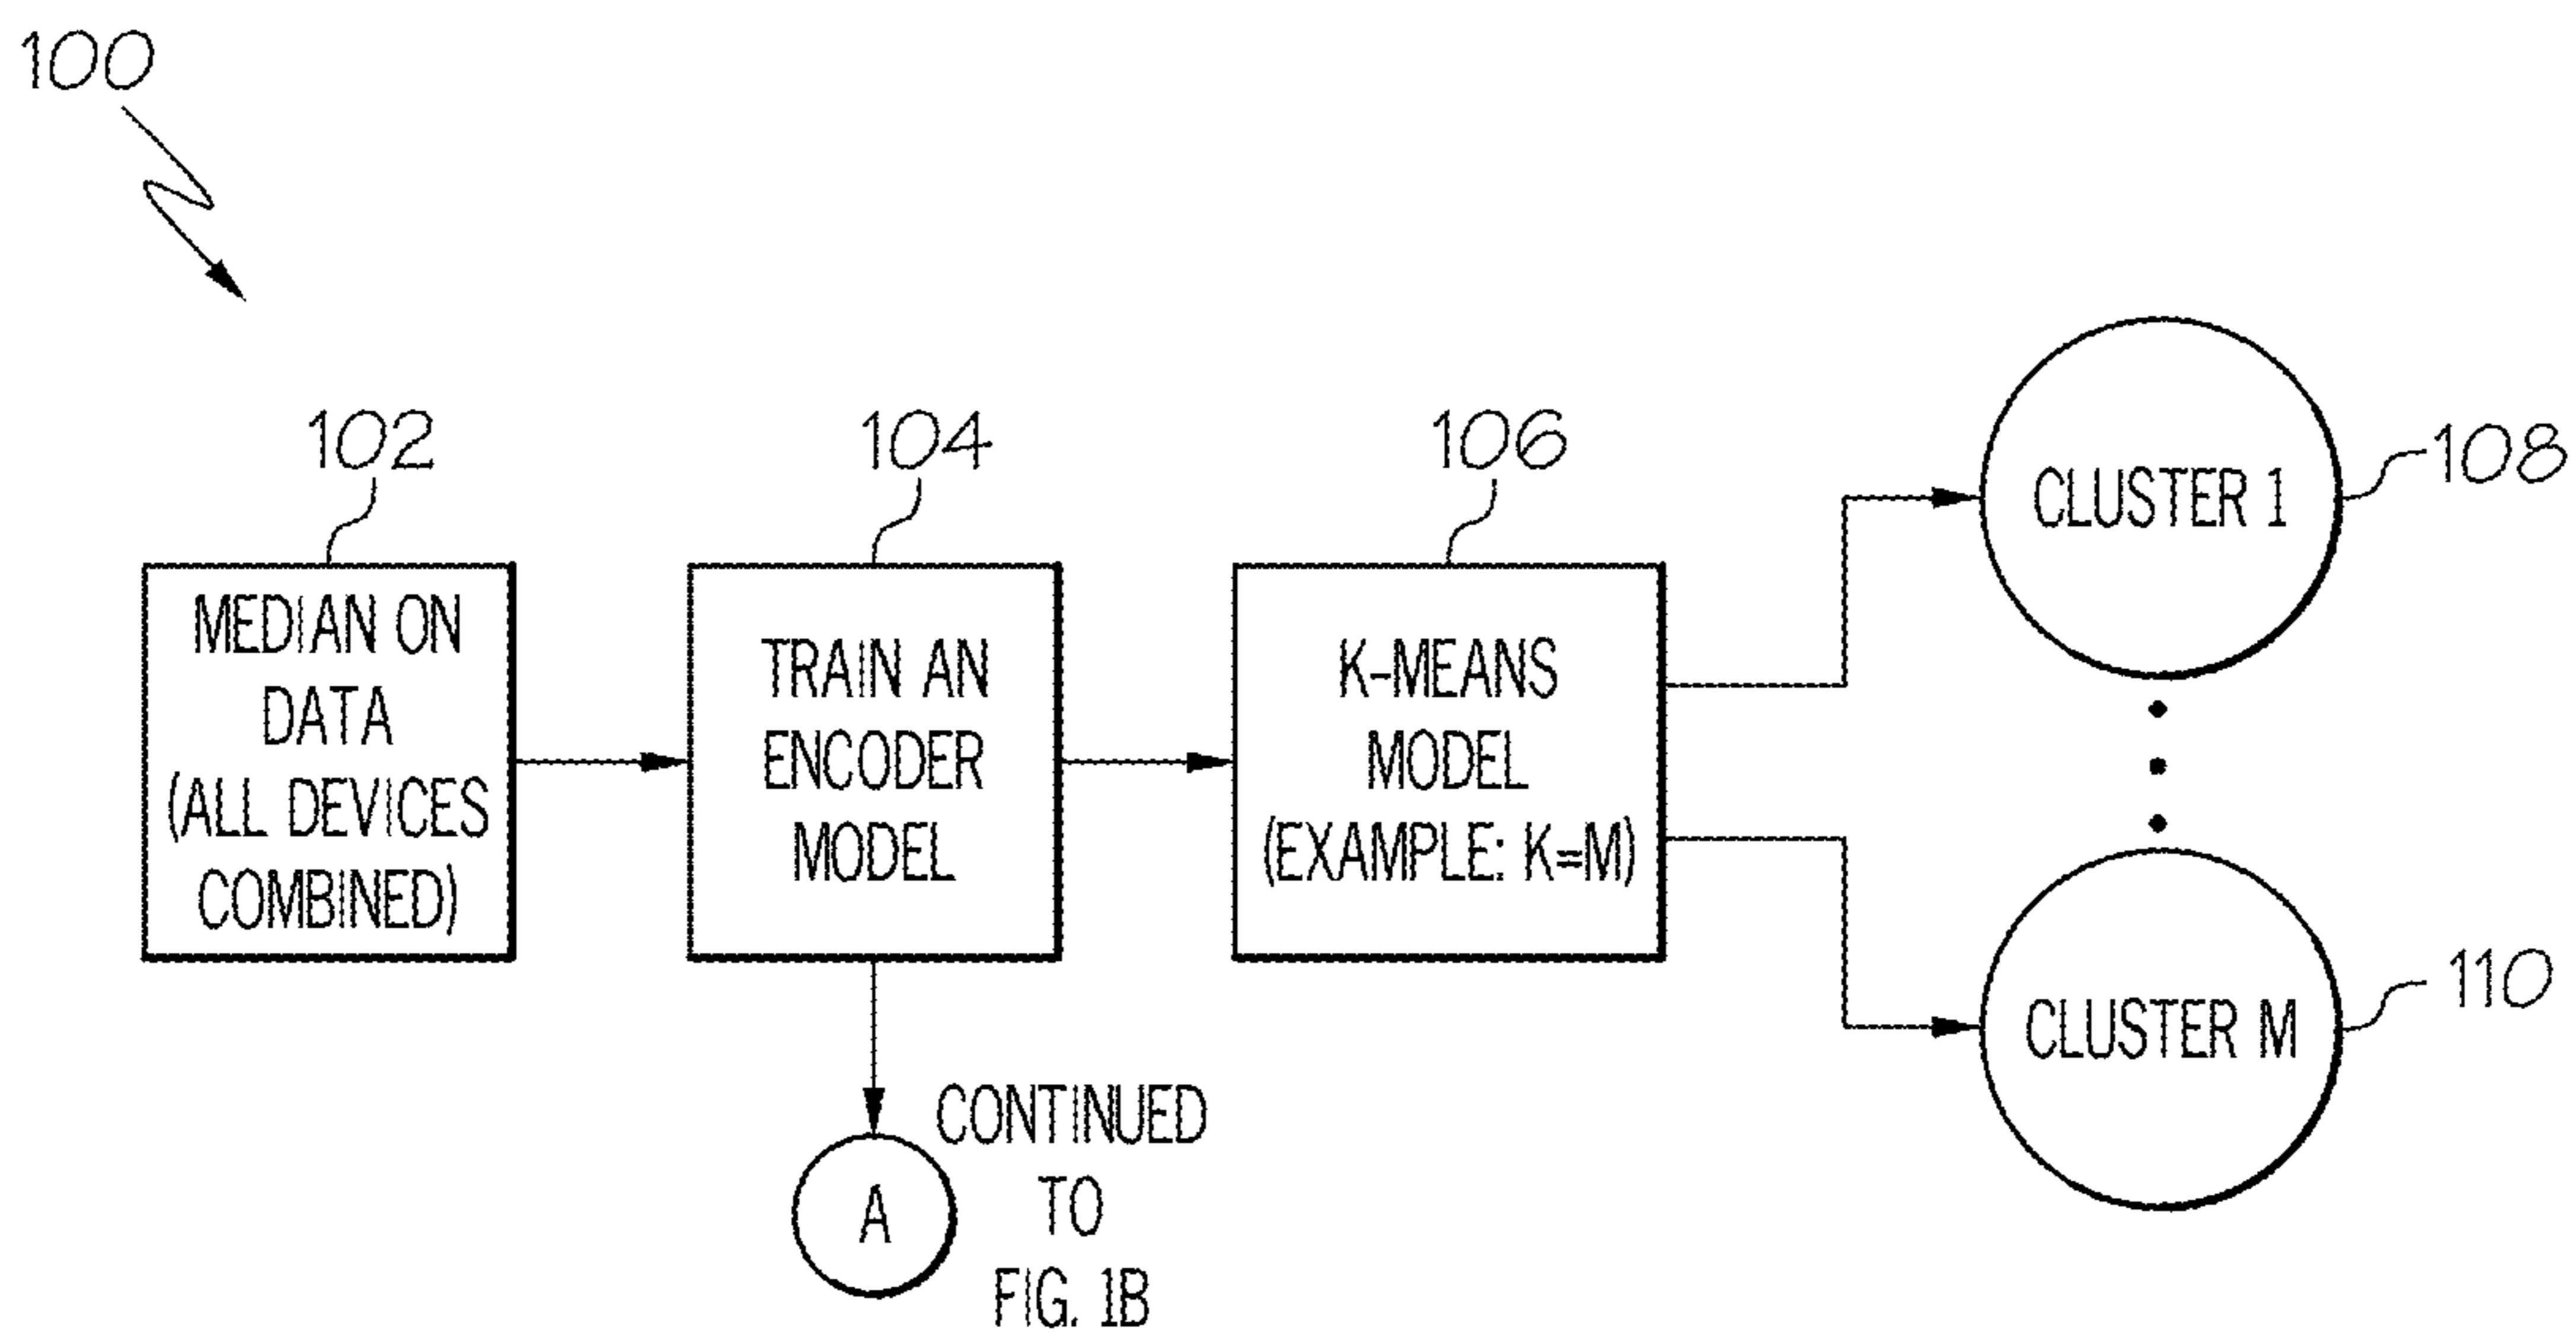 100
102
104
106
108
110
MEDIAN ON
DATA
(ALL DEVICES
COMBINED)
TRAIN AN
ENCODER
MODEL
K-MEANS
MODEL
(EXAMPLE: K=M)
CLUSTER 1
CLUSTER M
A
CONTINUED
TO
FIG. 1B